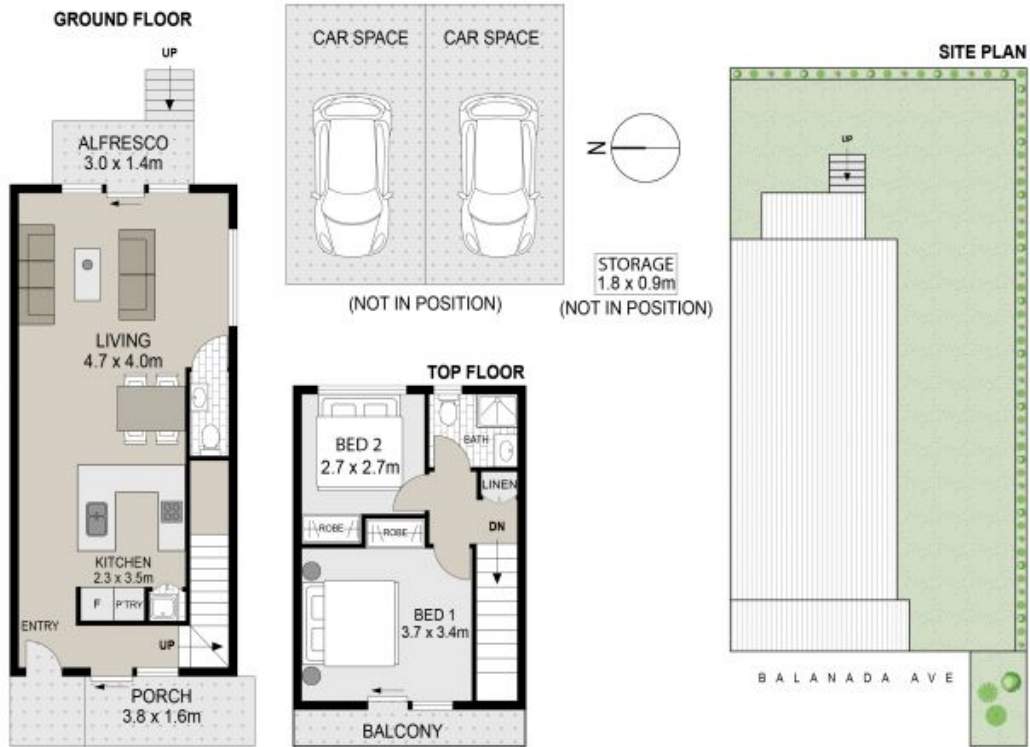 GROUND FLOOR
UP
ALFRESCO
3.0 x 1.4m
LIVING
4.7 x 4.0m
KITCHEN
2.3 x 3.5m
F
P'TRY
ENTRY
UP
PORCH
3.8 x 1.6m
CAR SPACE
CAR SPACE
(NOT IN POSITION)
N
STORAGE
1.8 x 0.9m
(NOT IN POSITION)
TOP FLOOR
BED 2
2.7 x 2.7m
BATH
LINEN
ROBE
ROBE
DN
BED 1
3.7 x 3.4m
BALCONY
SITE PLAN
UP
BALANADA AVE